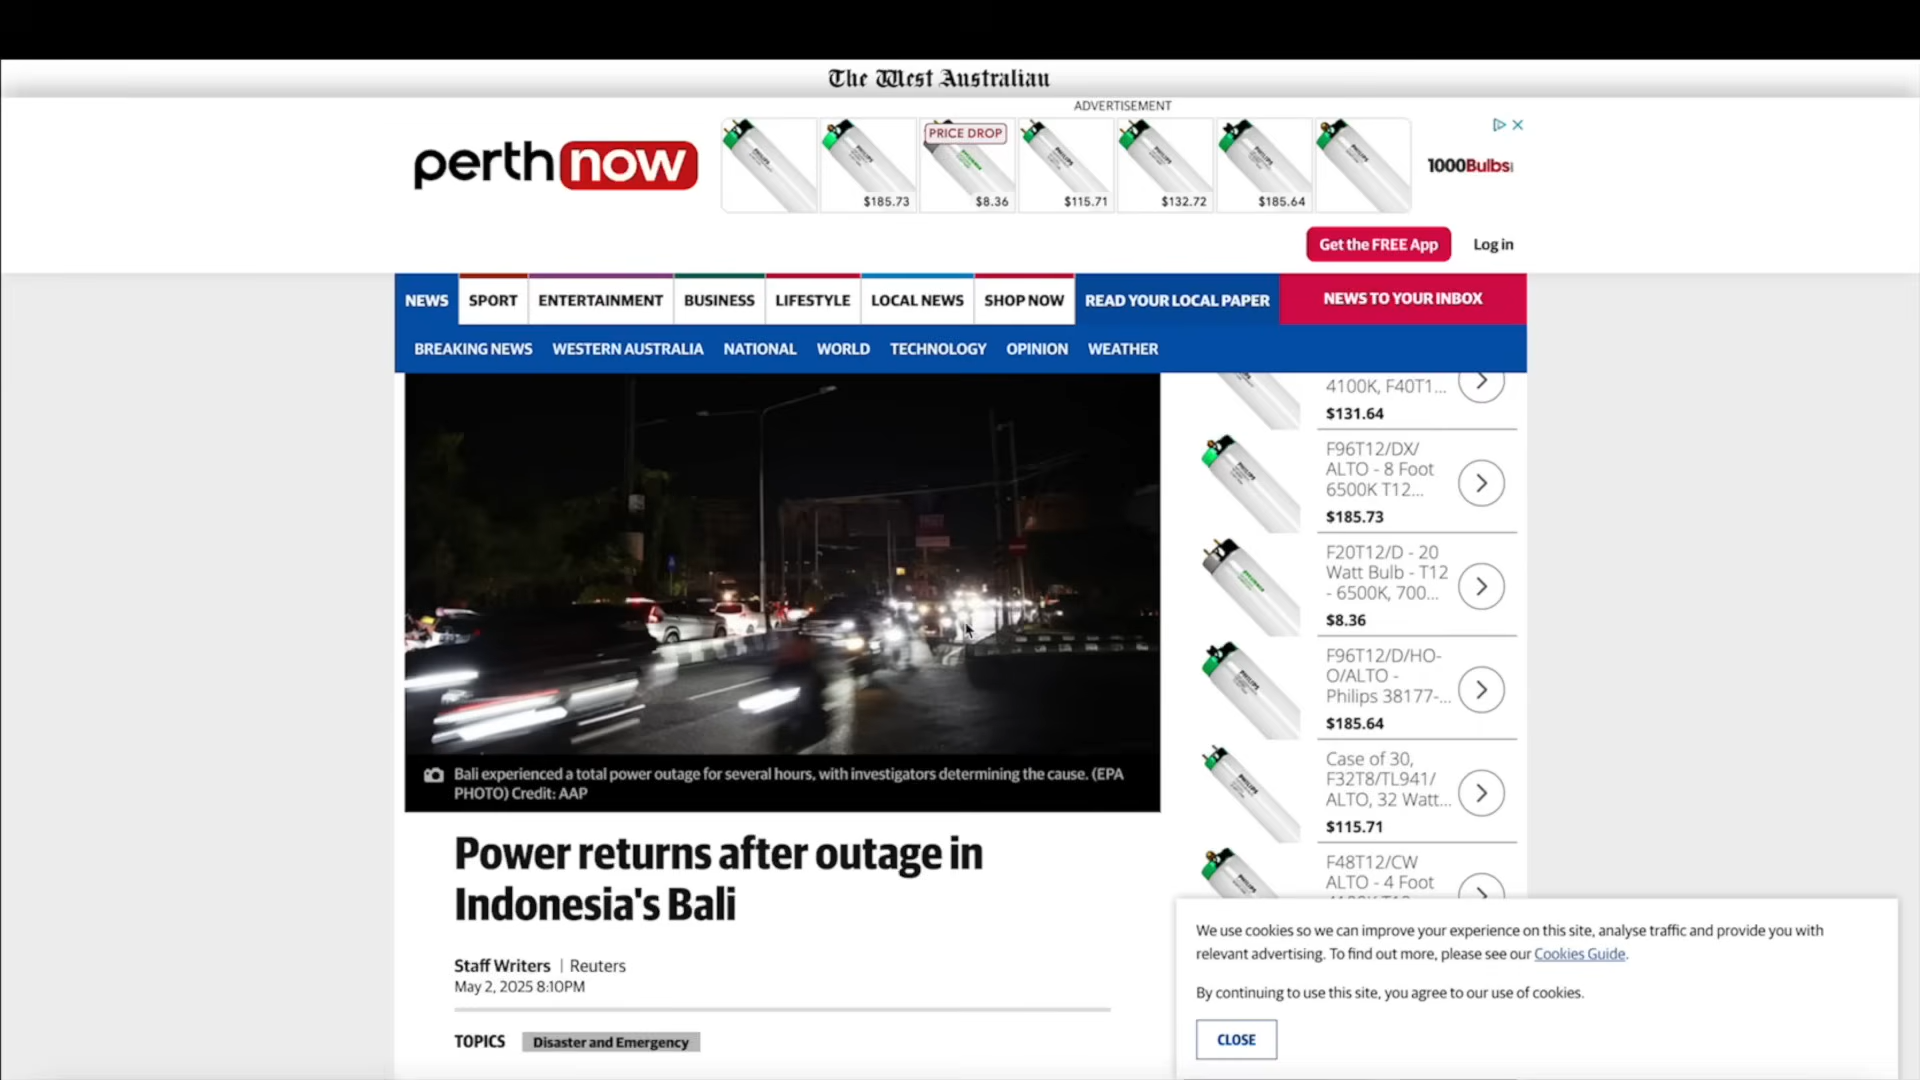 The West Australian
ADVERTISEMENT
perth now
PRICE DROP
$185.73
$8.36
$115.71
$132.72
$185.64
1000Bulbs
Get the FREE App
Log in
NEWS
SPORT
ENTERTAINMENT
BUSINESS
LIFESTYLE
LOCAL NEWS
SHOP NOW
READ YOUR LOCAL PAPER
NEWS TO YOUR INBOX
BREAKING NEWS
WESTERN AUSTRALIA
NATIONAL
WORLD
TECHNOLOGY
OPINION
WEATHER
Bali experienced a total power outage for several hours, with investigators determining the cause. (EPA
PHOTO) Credit: AAP
Power returns after outage in
Indonesia's Bali
Staff Writers | Reuters
May 2, 2025 8:10PM
TOPICS
Disaster and Emergency
4100K, F40T1...
$131.64
F96T12/DX/
ALTO - 8 Foot
6500K T12...
$185.73
F20T12/D - 20
Watt Bulb - T12
- 6500K, 700...
$8.36
F96T12/D/HO-
O/ALTO -
Philips 38177-...
$185.64
Case of 30,
F32T8/TL941/
ALTO, 32 Watt...
$115.71
F48T12/CW
ALTO - 4 Foot
We use cookies so we can improve your experience on this site, analyse traffic and provide you with
relevant advertising. To find out more, please see our Cookies Guide.
By continuing to use this site, you agree to our use of cookies.
CLOSE